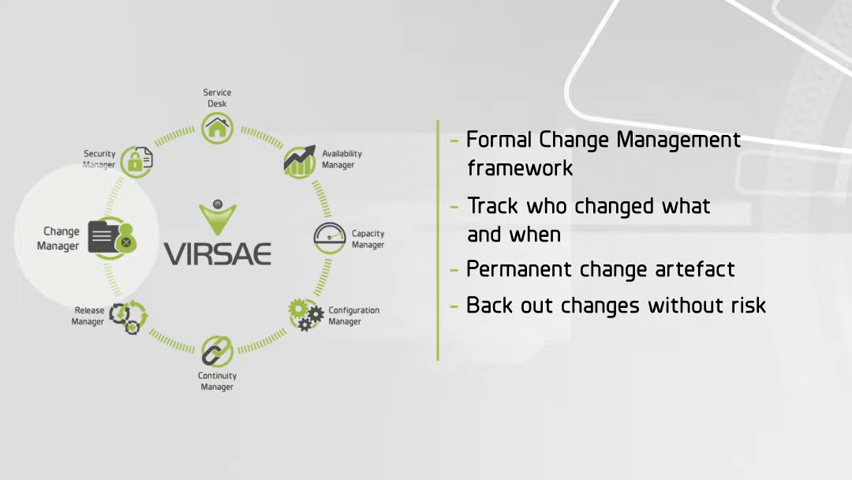 Service
Desk
Security
Manager
Availability
Manager
Change
Manager
VIRSAE
Capacity
Manager
Release
Manager
Configuration
Manager
Continuity
Manager
- Formal Change Management
framework
- Track who changed what
and when
- Permanent change artefact
- Back out changes without risk